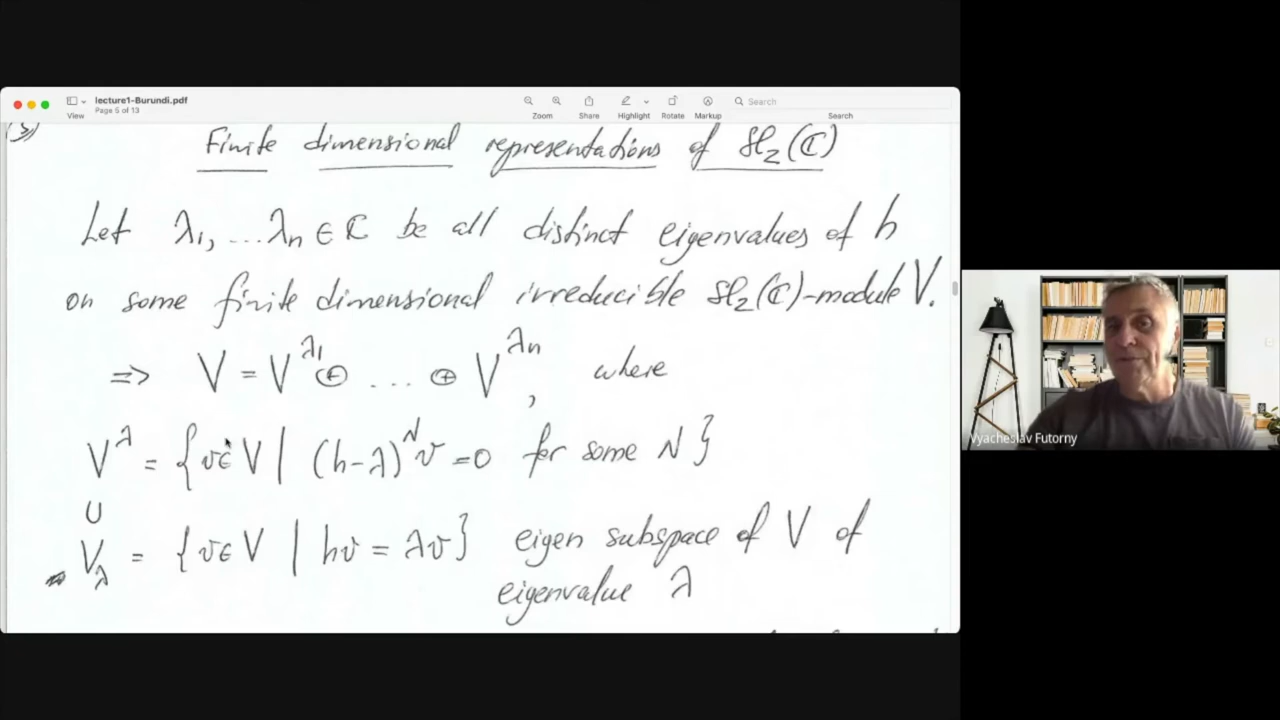 lecture1-Burundi.pdf
Page 5 of 13
View
Zoom
Share
Highlight
Rotate
Markup
Search
Search
(3)
Finite dimensional representations of sl₂(ℂ)
Let λ₁, ... λₙ ∈ ℂ be all distinct eigenvalues of h
on some finite dimensional irreducible sl₂(ℂ)-module V.
=> V = V^λ₁ ⊕ ... ⊕ V^λₙ, where
V^λ = {v ∈ V | (h-λ)^N v = 0 for some N}
∪
V_λ = {v ∈ V | hv = λv} eigen subspace of V of
eigenvalue λ
Vyacheslav Futorny